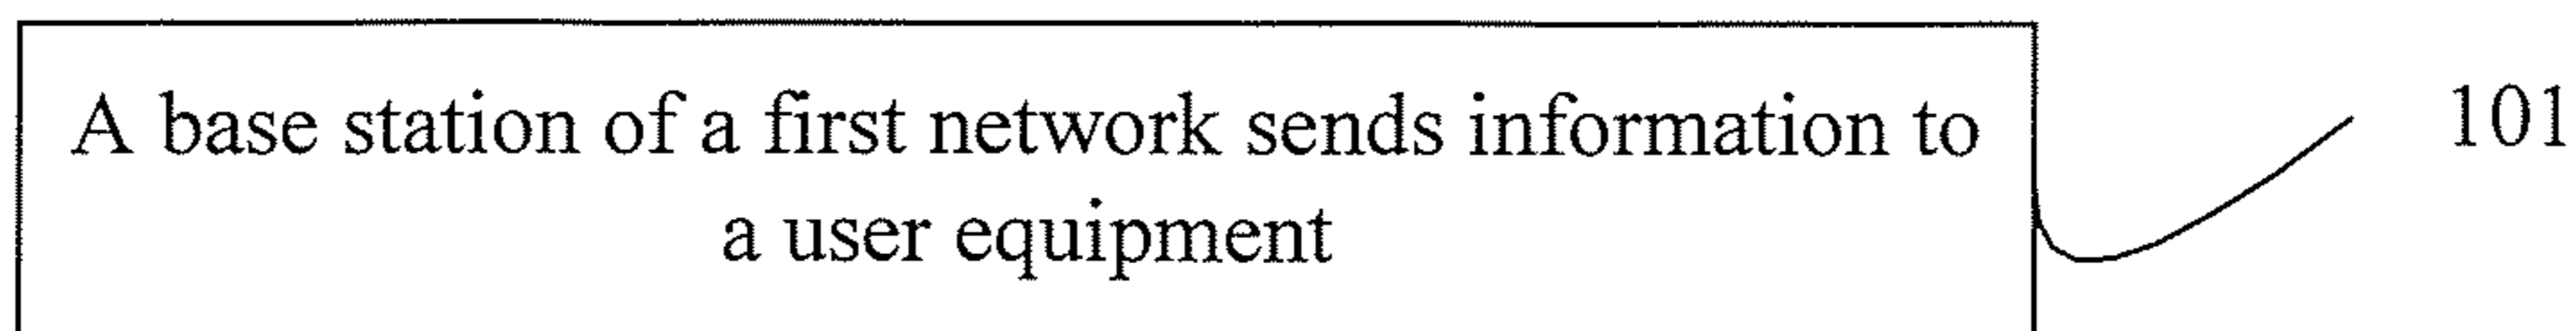 A base station of a first network sends information to
a user equipment
101